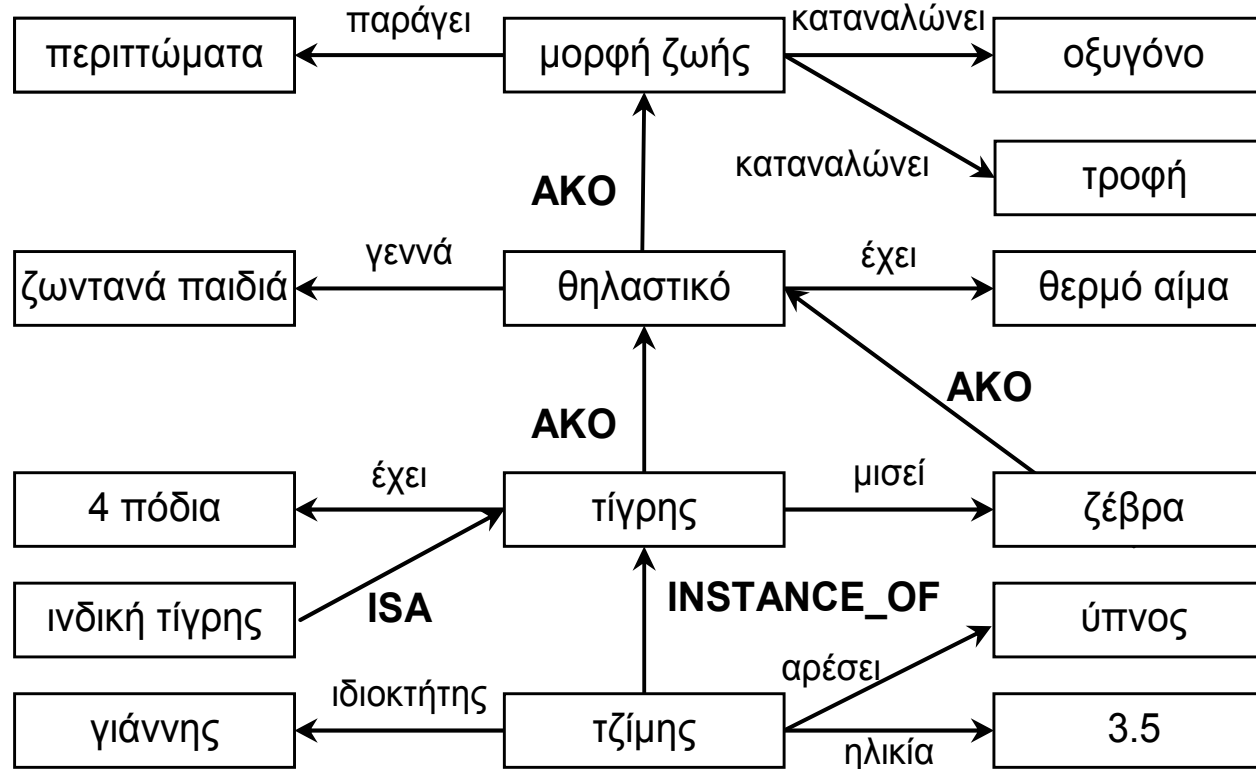 παράγει
καταναλώνει
περιττώματα
μορφή ζωής
οξυγόνο
καταναλώνει
τροφή
AKO
γεννά
έχει
ζωντανά παιδιά
θηλαστικό
θερμό αίμα
AKO
AKO
έχει
μισεί
4 πόδια
τίγρης
ζέβρα
ινδική τίγρης
ISA
INSTANCE_OF
ύπνος
αρέσει
ιδιοκτήτης
γιάννης
τζίμης
3.5
ηλικία